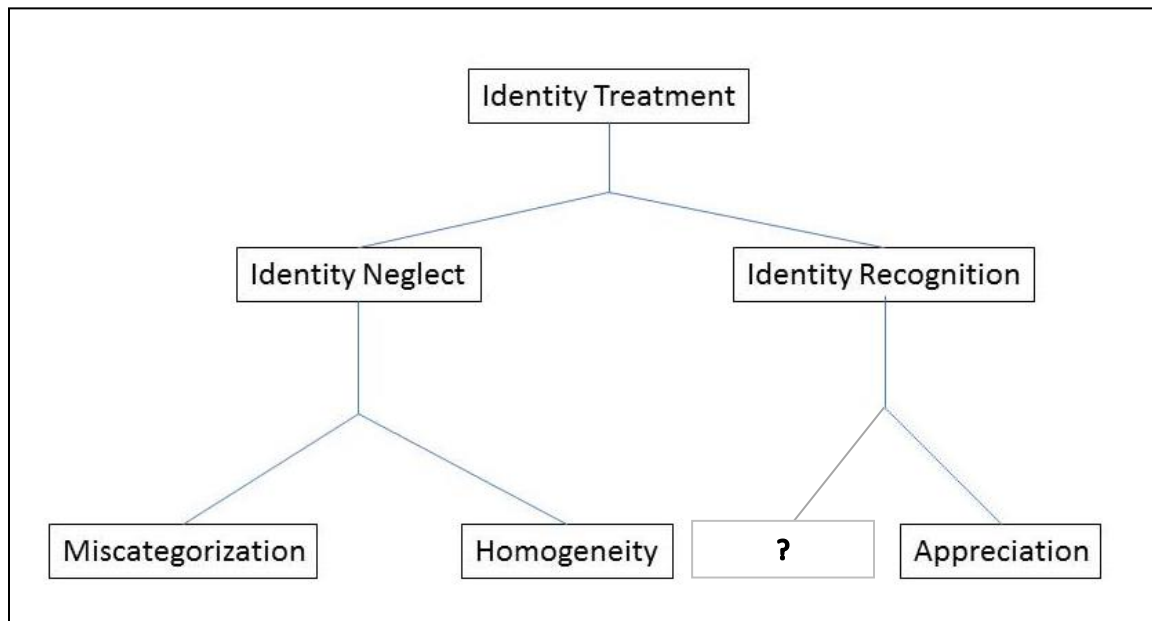 Identity Treatment
Identity Neglect
Identity Recognition
Miscategorization
Homogeneity
?
Appreciation